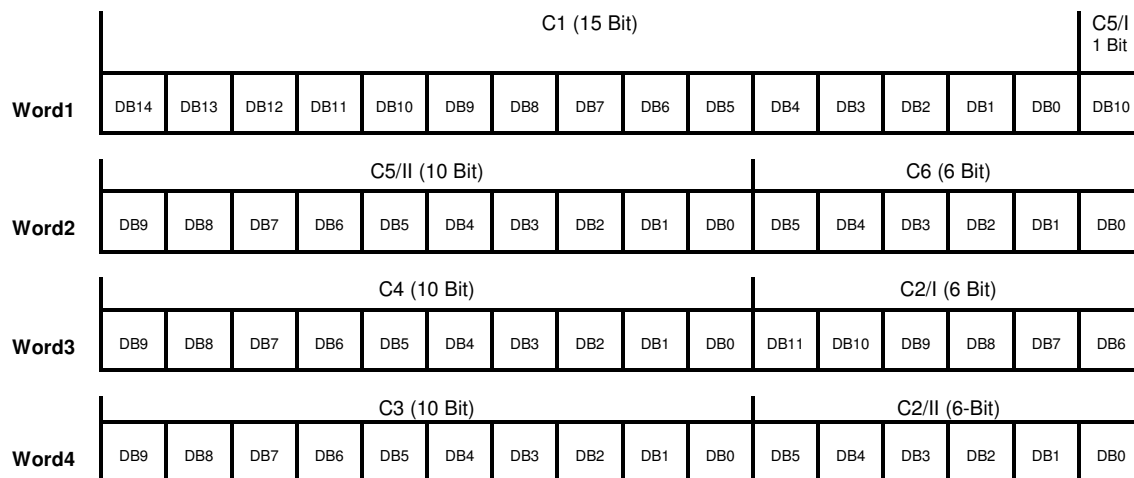 C1 (15 Bit) C5/I
1 Bit
Word1 DB14 DB13 DB12 DB11 DB10 DB9 DB8 DB7 DB6 DB5 DB4 DB3 DB2 DB1 DB0 DB10
C5/II (10 Bit) C6 (6 Bit)
Word2 DB9 DB8 DB7 DB6 DB5 DB4 DB3 DB2 DB1 DB0 DB5 DB4 DB3 DB2 DB1 DB0
C4 (10 Bit) C2/I (6 Bit)
Word3 DB9 DB8 DB7 DB6 DB5 DB4 DB3 DB2 DB1 DB0 DB11 DB10 DB9 DB8 DB7 DB6
C3 (10 Bit) C2/II (6-Bit)
Word4 DB9 DB8 DB7 DB6 DB5 DB4 DB3 DB2 DB1 DB0 DB5 DB4 DB3 DB2 DB1 DB0